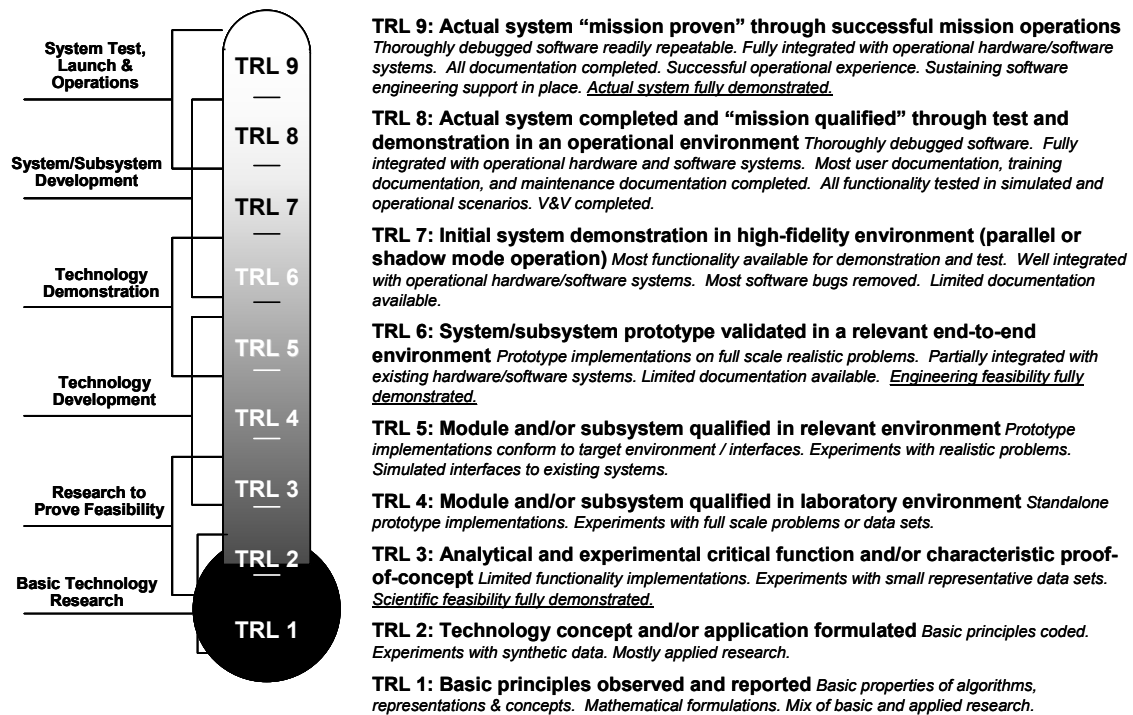 System Test,
Launch &
Operations
System/Subsystem
Development
Technology
Demonstration
Technology
Development
Research to
Prove Feasibility
Basic Technology
Research
TRL 9
TRL 8
TRL 7
TRL 6
TRL 5
TRL 4
TRL 3
TRL 2
TRL 1
TRL 9: Actual system “mission proven” through successful mission operations
Thoroughly debugged software readily repeatable. Fully integrated with operational hardware/software
systems. All documentation completed. Successful operational experience. Sustaining software
engineering support in place. Actual system fully demonstrated.
TRL 8: Actual system completed and “mission qualified” through test and
demonstration in an operational environment Thoroughly debugged software. Fully
integrated with operational hardware and software systems. Most user documentation, training
documentation, and maintenance documentation completed. All functionality tested in simulated and
operational scenarios. V&V completed.
TRL 7: Initial system demonstration in high-fidelity environment (parallel or
shadow mode operation) Most functionality available for demonstration and test. Well integrated
with operational hardware/software systems. Most software bugs removed. Limited documentation
available.
TRL 6: System/subsystem prototype validated in a relevant end-to-end
environment Prototype implementations on full scale realistic problems. Partially integrated with
existing hardware/software systems. Limited documentation available. Engineering feasibility fully
demonstrated.
TRL 5: Module and/or subsystem qualified in relevant environment Prototype
implementations conform to target environment / interfaces. Experiments with realistic problems.
Simulated interfaces to existing systems.
TRL 4: Module and/or subsystem qualified in laboratory environment Standalone
prototype implementations. Experiments with full scale problems or data sets.
TRL 3: Analytical and experimental critical function and/or characteristic proof-
of-concept Limited functionality implementations. Experiments with small representative data sets.
Scientific feasibility fully demonstrated.
TRL 2: Technology concept and/or application formulated Basic principles coded.
Experiments with synthetic data. Mostly applied research.
TRL 1: Basic principles observed and reported Basic properties of algorithms,
representations & concepts. Mathematical formulations. Mix of basic and applied research.